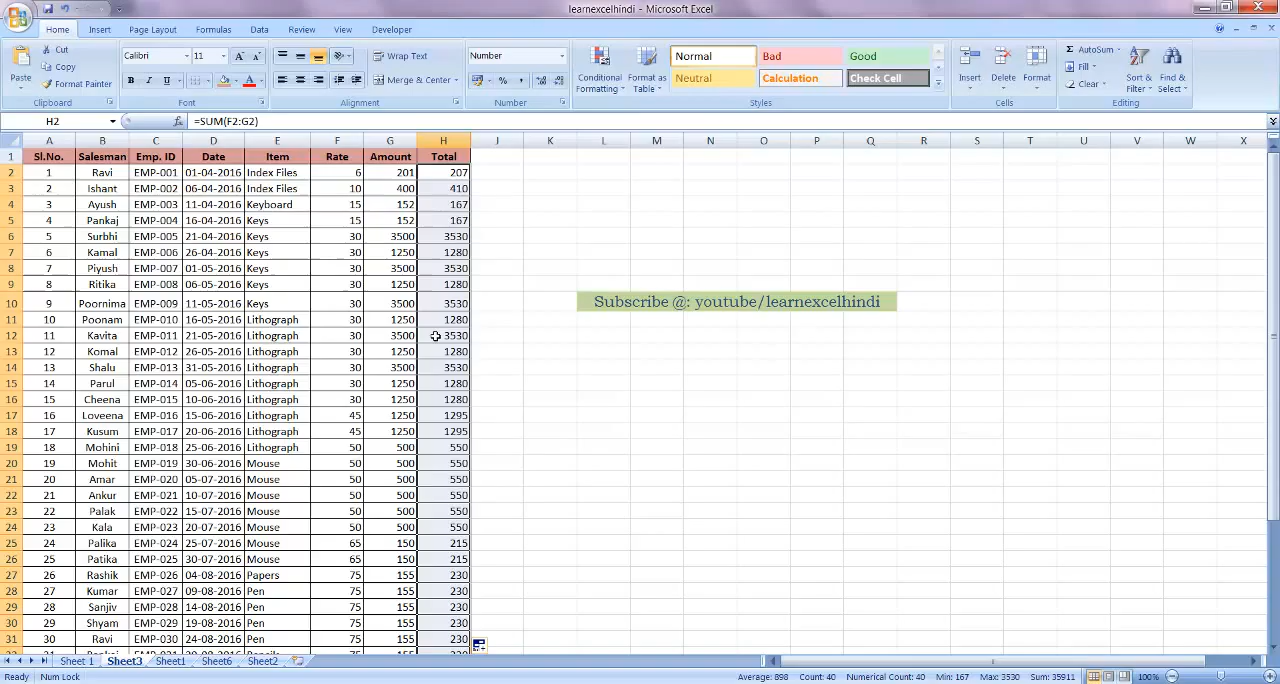 learnexcelhindi - Microsoft Excel
Home Insert Page Layout Formulas Data Review View Developer
Cut Calibri 11 Wrap Text Number Normal Bad Good AutoSum
Copy Fill
Paste Format Painter Merge & Center Conditional Formatting Format as Table Neutral Calculation Check Cell Insert Delete Format Clear Sort & Filter Find & Select
Clipboard Font Alignment Number Styles Cells Editing
H2 =SUM(F2:G2)
A B C D E F G H J K L M N O P Q R S T U V W X
1 Sl.No. Salesman Emp. ID Date Item Rate Amount Total
2 1 Ravi EMP-001 01-04-2016 Index Files 6 201 207
3 2 Ishant EMP-002 06-04-2016 Index Files 10 400 410
4 3 Ayush EMP-003 11-04-2016 Keyboard 15 152 167
5 4 Pankaj EMP-004 16-04-2016 Keys 15 152 167
6 5 Surbhi EMP-005 21-04-2016 Keys 30 3500 3530
7 6 Kamal EMP-006 26-04-2016 Keys 30 1250 1280
8 7 Piyush EMP-007 01-05-2016 Keys 30 3500 3530
9 8 Ritika EMP-008 06-05-2016 Keys 30 1250 1280
10 9 Poornima EMP-009 11-05-2016 Keys 30 3500 3530
Subscribe @: youtube/learnexcelhindi
11 10 Poonam EMP-010 16-05-2016 Lithograph 30 1250 1280
12 11 Kavita EMP-011 21-05-2016 Lithograph 30 3500 3530
13 12 Komal EMP-012 26-05-2016 Lithograph 30 1250 1280
14 13 Shalu EMP-013 31-05-2016 Lithograph 30 3500 3530
15 14 Parul EMP-014 05-06-2016 Lithograph 30 1250 1280
16 15 Cheena EMP-015 10-06-2016 Lithograph 30 1250 1280
17 16 Loveena EMP-016 15-06-2016 Lithograph 45 1250 1295
18 17 Kusum EMP-017 20-06-2016 Lithograph 45 1250 1295
19 18 Mohini EMP-018 25-06-2016 Lithograph 50 500 550
20 19 Mohit EMP-019 30-06-2016 Mouse 50 500 550
21 20 Amar EMP-020 05-07-2016 Mouse 50 500 550
22 21 Ankur EMP-021 10-07-2016 Mouse 50 500 550
23 22 Palak EMP-022 15-07-2016 Mouse 50 500 550
24 23 Kala EMP-023 20-07-2016 Mouse 50 500 550
25 24 Palika EMP-024 25-07-2016 Mouse 65 150 215
26 25 Patika EMP-025 30-07-2016 Mouse 65 150 215
27 26 Rashik EMP-026 04-08-2016 Papers 75 155 230
28 27 Kumar EMP-027 09-08-2016 Pen 75 155 230
29 28 Sanjiv EMP-028 14-08-2016 Pen 75 155 230
30 29 Shyam EMP-029 19-08-2016 Pen 75 155 230
31 30 Ravi EMP-030 24-08-2016 Pen 75 155 230
Sheet 1 Sheet3 Sheet1 Sheet6 Sheet2
Ready Num Lock Average: 898 Count: 40 Numerical Count: 40 Min: 167 Max: 3530 Sum: 35911 100%